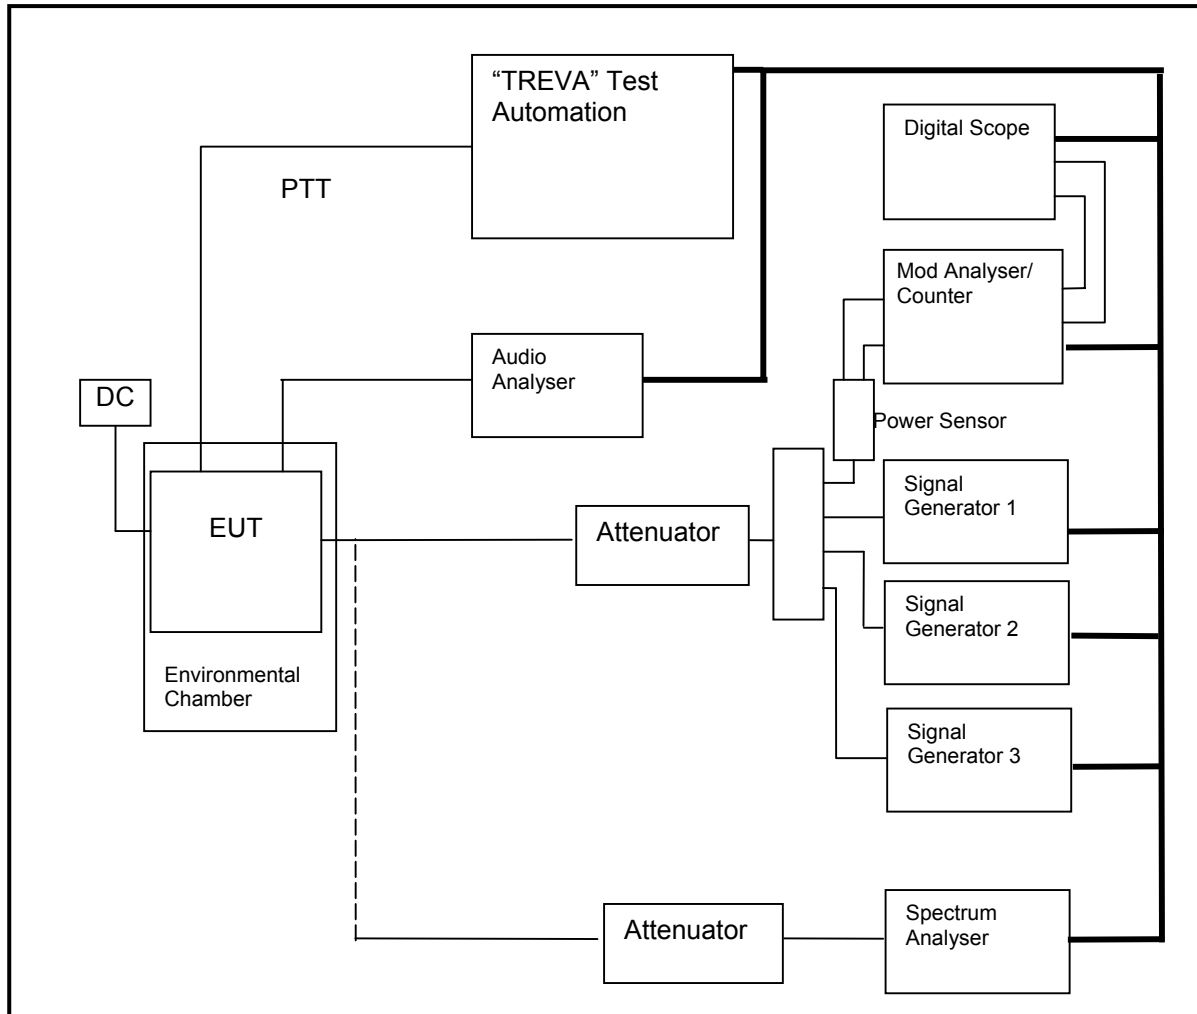 “TREVA” Test
Automation
Digital Scope
PTT
Mod Analyser/
Counter
Audio
Analyser
DC
Power Sensor
Signal
Generator 1
EUT
Attenuator
Signal
Generator 2
Environmental
Chamber
Signal
Generator 3
Attenuator
Spectrum
Analyser